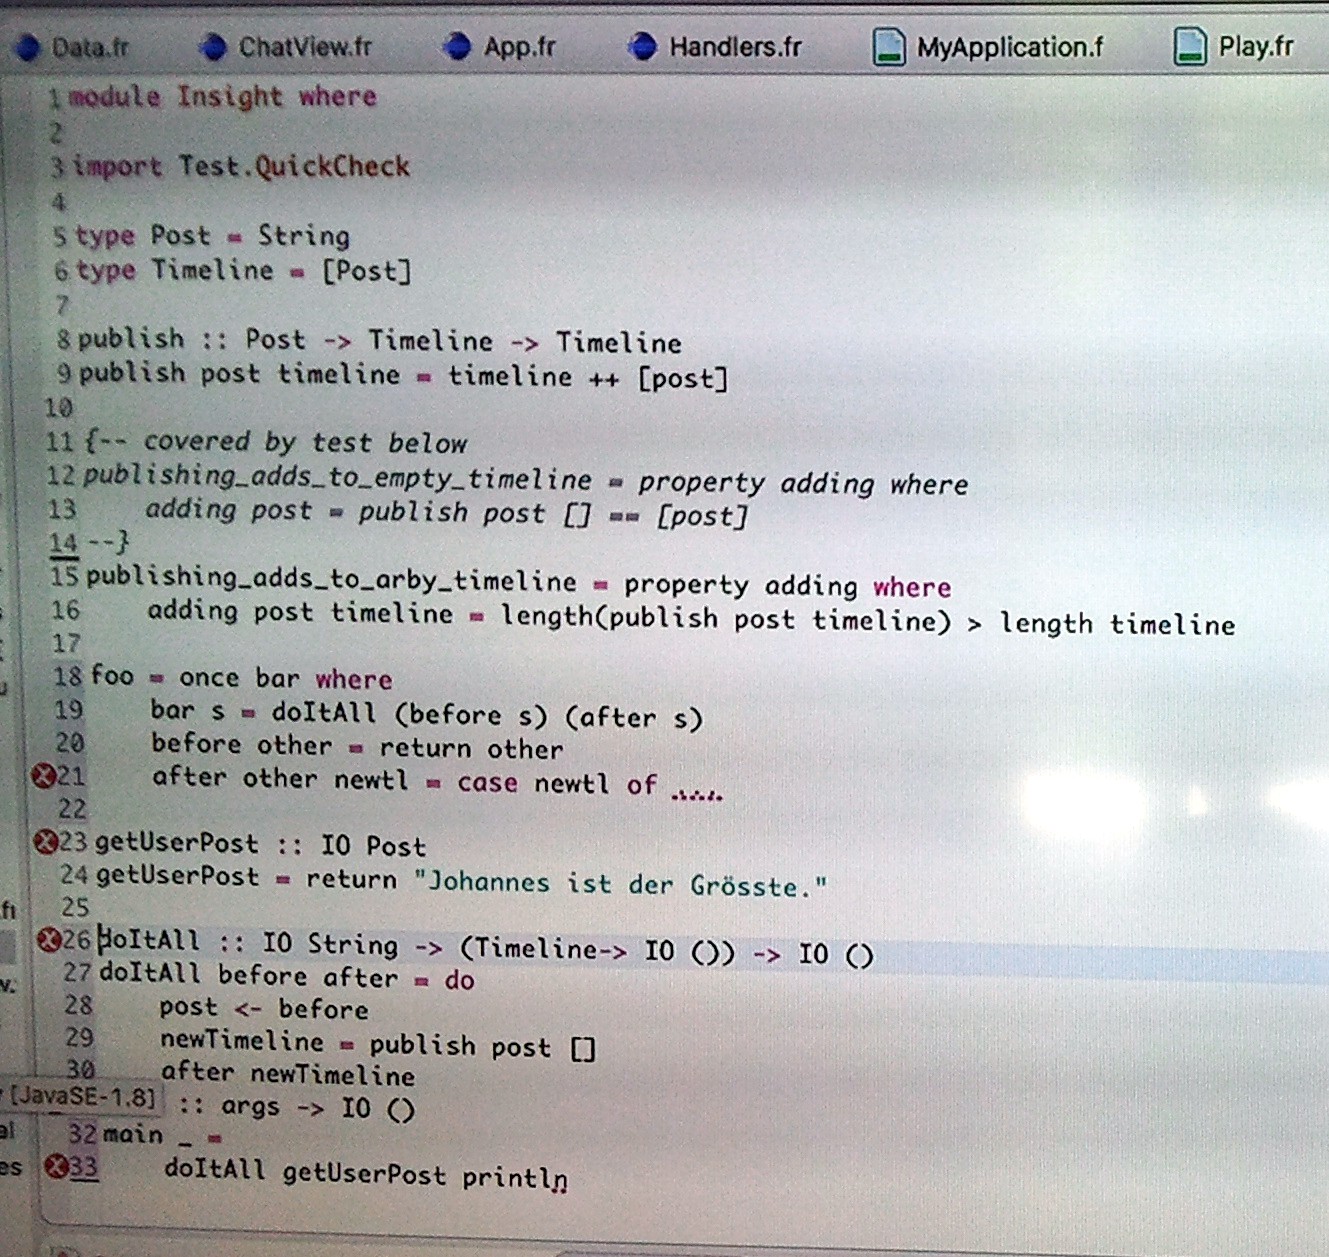 Data.fr ChatView.fr App.fr Handlers.fr MyApplication.f Play.fr
1 module Insight where
2
3 import Test.QuickCheck
4
5 type Post = String
6 type Timeline = [Post]
7
8 publish :: Post -> Timeline -> Timeline
9 publish post timeline = timeline ++ [post]
10
11 {-- covered by test below
12 publishing_adds_to_empty_timeline = property adding where
13     adding post = publish post [] == [post]
14 --}
15 publishing_adds_to_arby_timeline = property adding where
16     adding post timeline = length(publish post timeline) > length timeline
17
18 foo = once bar where
19     bar s = doItAll (before s) (after s)
20     before other = return other
21     after other newtl = case newtl of .....
22
23 getUserPost :: IO Post
24 getUserPost = return "Johannes ist der Grösste."
25
26 doItAll :: IO String -> (Timeline-> IO ()) -> IO ()
27 doItAll before after = do
28     post <- before
29     newTimeline = publish post []
30     after newTimeline
[JavaSE-1.8] :: args -> IO ()
32 main _ =
33     doItAll getUserPost println